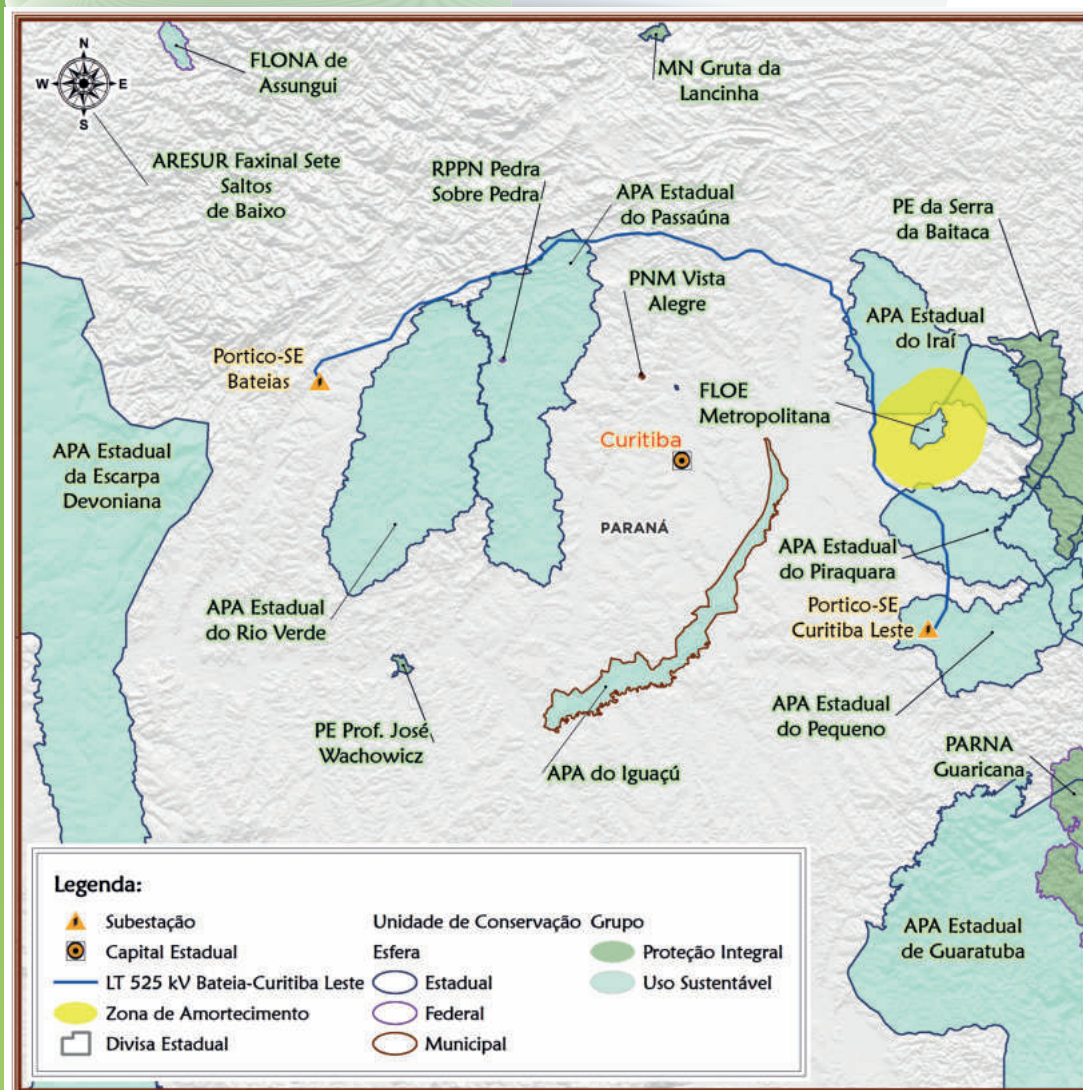 N
W
E
S
FLONA de
Assungui
MN Gruta da
Lancinha
ARESUR Faxinal Sete
Saltos
de Baixo
RPPN Pedra
Sobre Pedra
APA Estadual
do Passaúna
PE da Serra
da Baitaca
PNM Vista
Alegre
APA Estadual
do Iraí
Portico-SE
Bateias
FLOE
Metropolitana
Curitiba
APA Estadual
da Escarpa
Devoniana
PARANÁ
APA Estadual
do Piraquara
APA Estadual
do Rio Verde
Portico-SE
Curitiba Leste
PE Prof. José
Wachowicz
APA do Iguaçú
APA Estadual
do Pequeno
PARNA
Guaricana
APA Estadual
de Guaratuba
Legenda:
Subestação
Capital Estadual
LT 525 kV Bateia-Curitiba Leste
Zona de Amortecimento
Divisa Estadual
Unidade de Conservação
Esfera
Estadual
Federal
Municipal
Grupo
Proteção Integral
Uso Sustentável